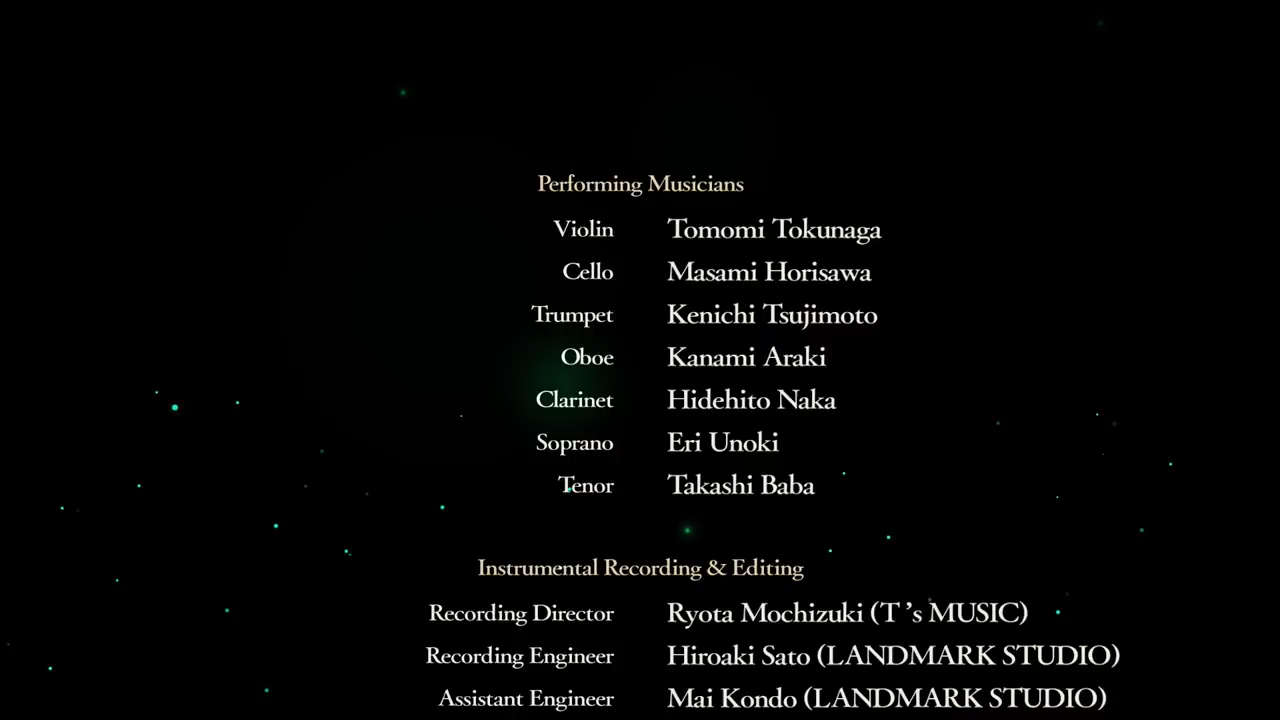 Performing Musicians
Violin Tomomi Tokunaga
Cello Masami Horisawa
Trumpet Kenichi Tsujimoto
Oboe Kanami Araki
Clarinet Hidehito Naka
Soprano Eri Unoki
Tenor Takashi Baba
Instrumental Recording & Editing
Recording Director Ryota Mochizuki (T 's MUSIC)
Recording Engineer Hiroaki Sato (LANDMARK STUDIO)
Assistant Engineer Mai Kondo (LANDMARK STUDIO)